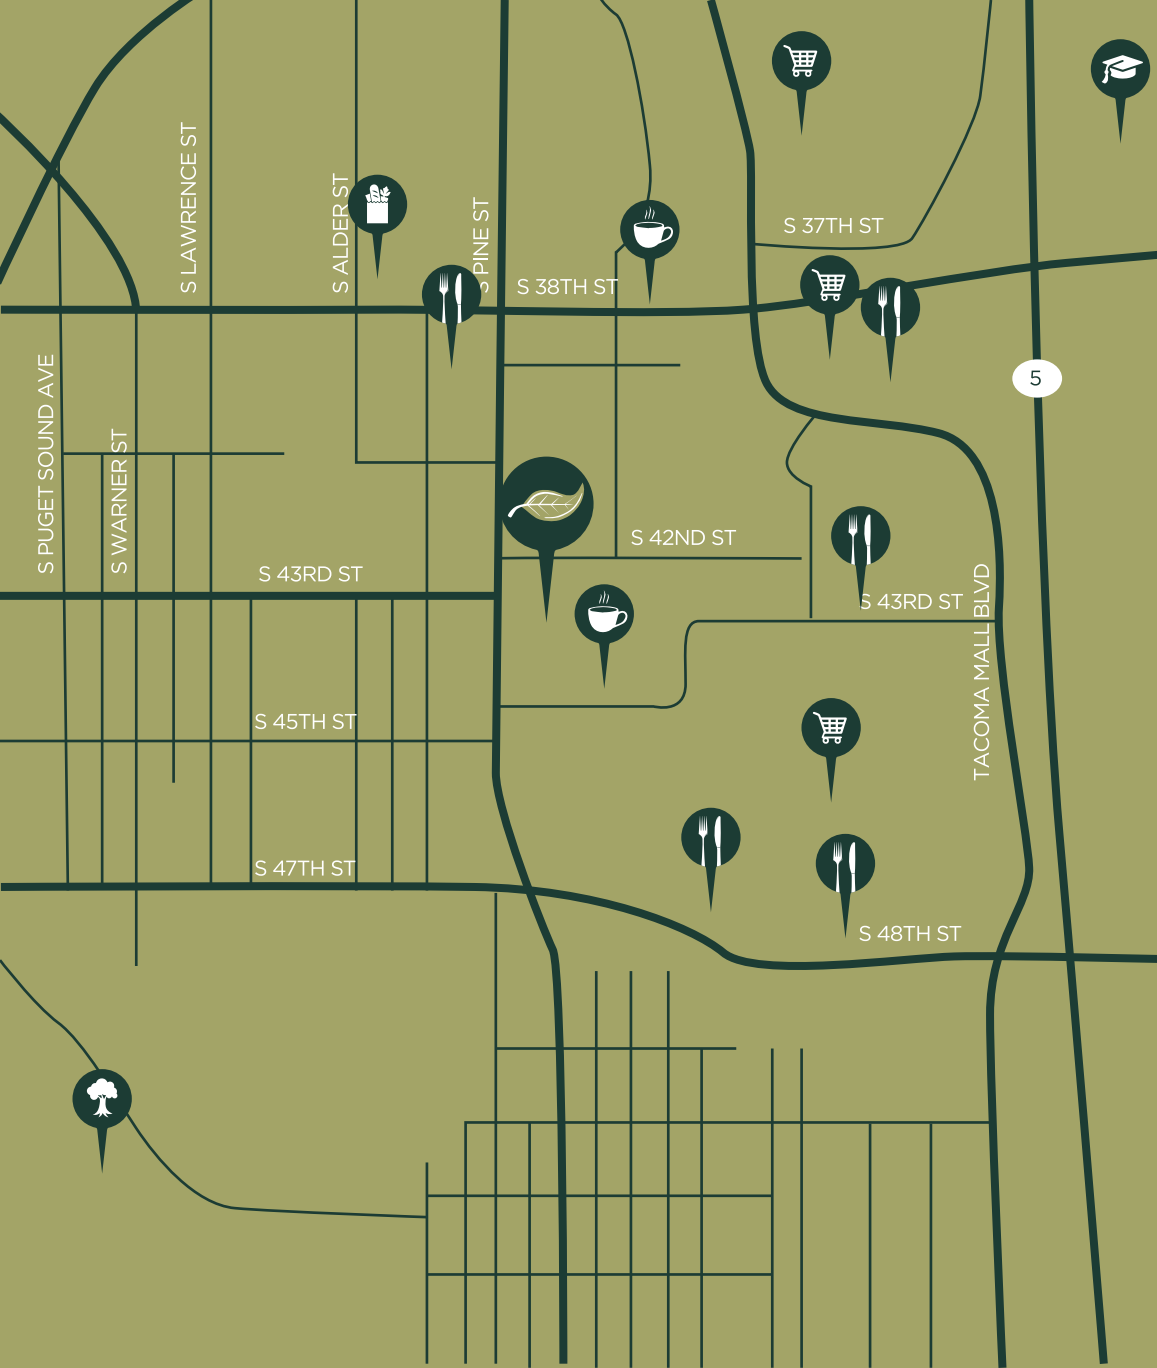 S LAWRENCE ST
S ALDER ST
S PINE ST
S 37TH ST
S 38TH ST
5
S PUGET SOUND AVE
S WARNER ST
S 42ND ST
S 43RD ST
S 43RD ST
TACOMA MALL BLVD
S 45TH ST
S 47TH ST
S 48TH ST